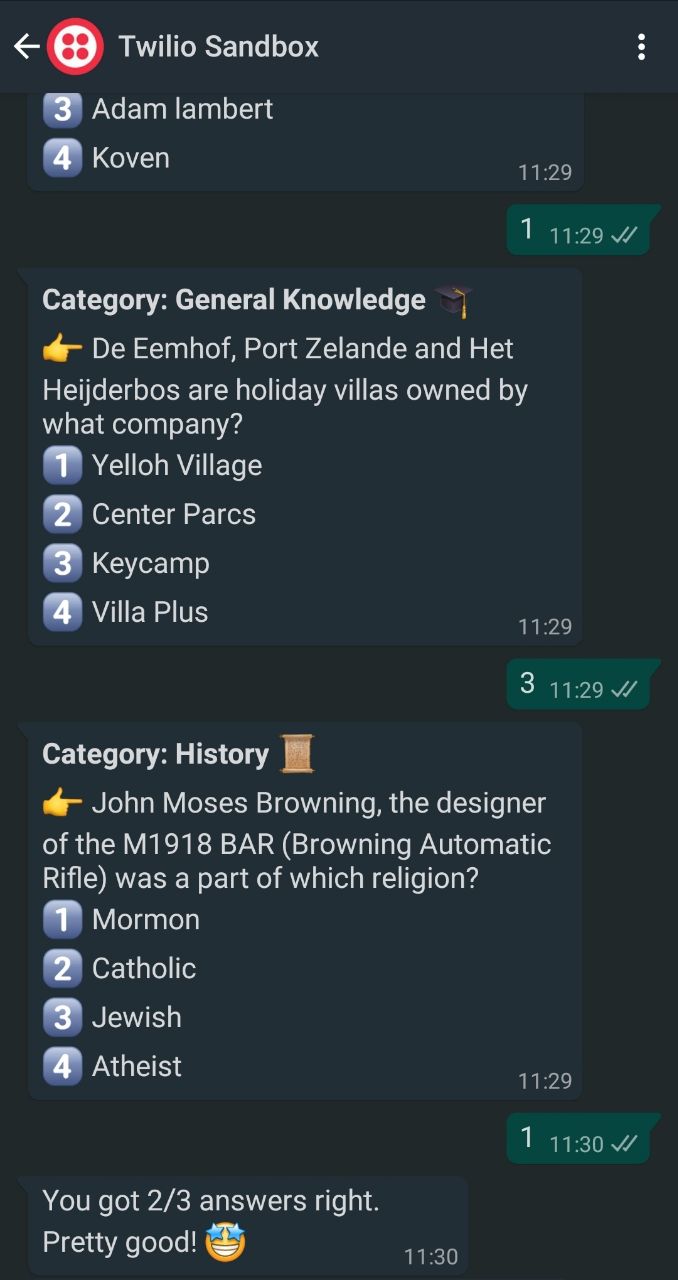 Twilio Sandbox
3 Adam lambert
4 Koven
11:29
1 11:29
Category: General Knowledge 🎓
👉 De Eemhof, Port Zelande and Het
Heijderbos are holiday villas owned by
what company?
1 Yelloh Village
2 Center Parcs
3 Keycamp
4 Villa Plus
11:29
3 11:29
Category: History 📜
👉 John Moses Browning, the designer
of the M1918 BAR (Browning Automatic
Rifle) was a part of which religion?
1 Mormon
2 Catholic
3 Jewish
4 Atheist
11:29
1 11:30
You got 2/3 answers right.
Pretty good! 🤩
11:30